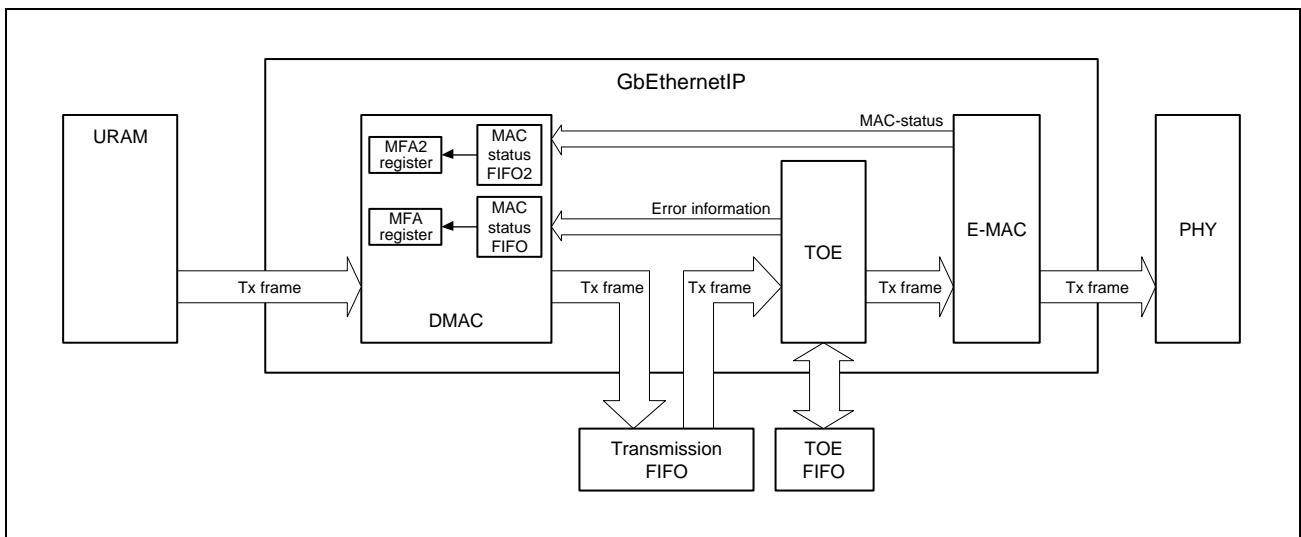 GbEthernetIP
URAM
MAC-status
MFA2
register
MAC
status
FIFO2
MFA
register
MAC
status
FIFO
Error information
TOE
E-MAC
PHY
Tx frame
DMAC
Tx frame
Tx frame
Tx frame
Tx frame
Transmission
FIFO
TOE
FIFO